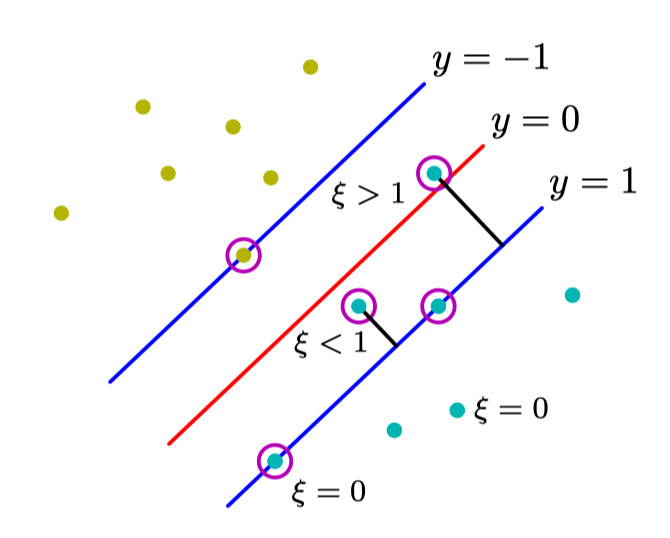 y = −1
y = 0
y = 1
ξ > 1
ξ < 1
ξ = 0
ξ = 0